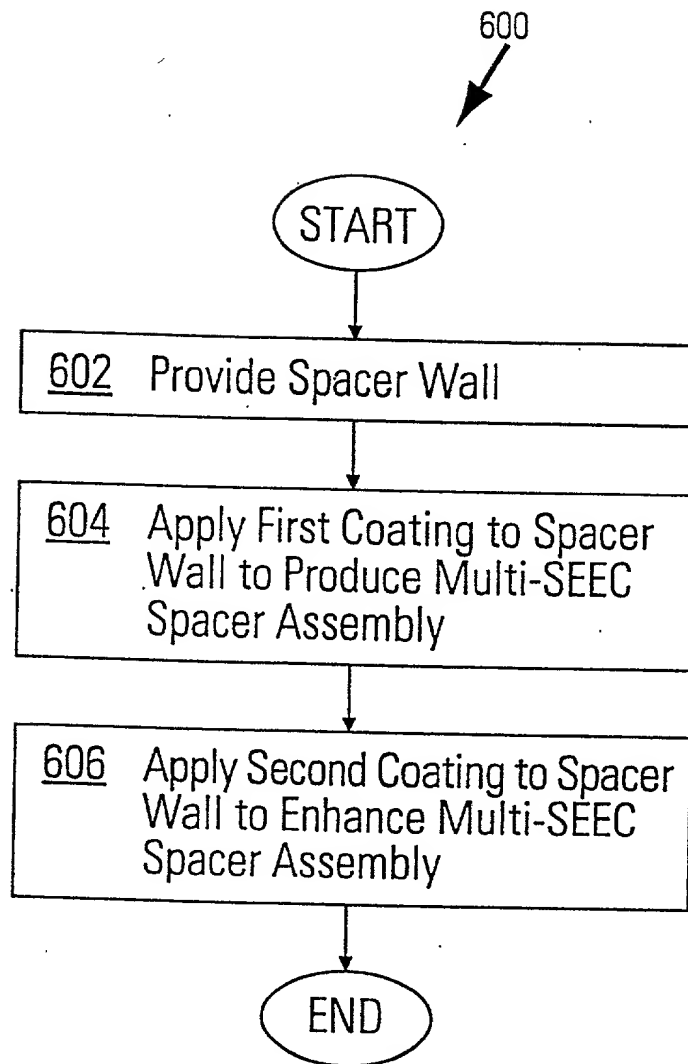 600
START
602 Provide Spacer Wall
604 Apply First Coating to Spacer
Wall to Produce Multi-SEEC
Spacer Assembly
606 Apply Second Coating to Spacer
Wall to Enhance Multi-SEEC
Spacer Assembly
END